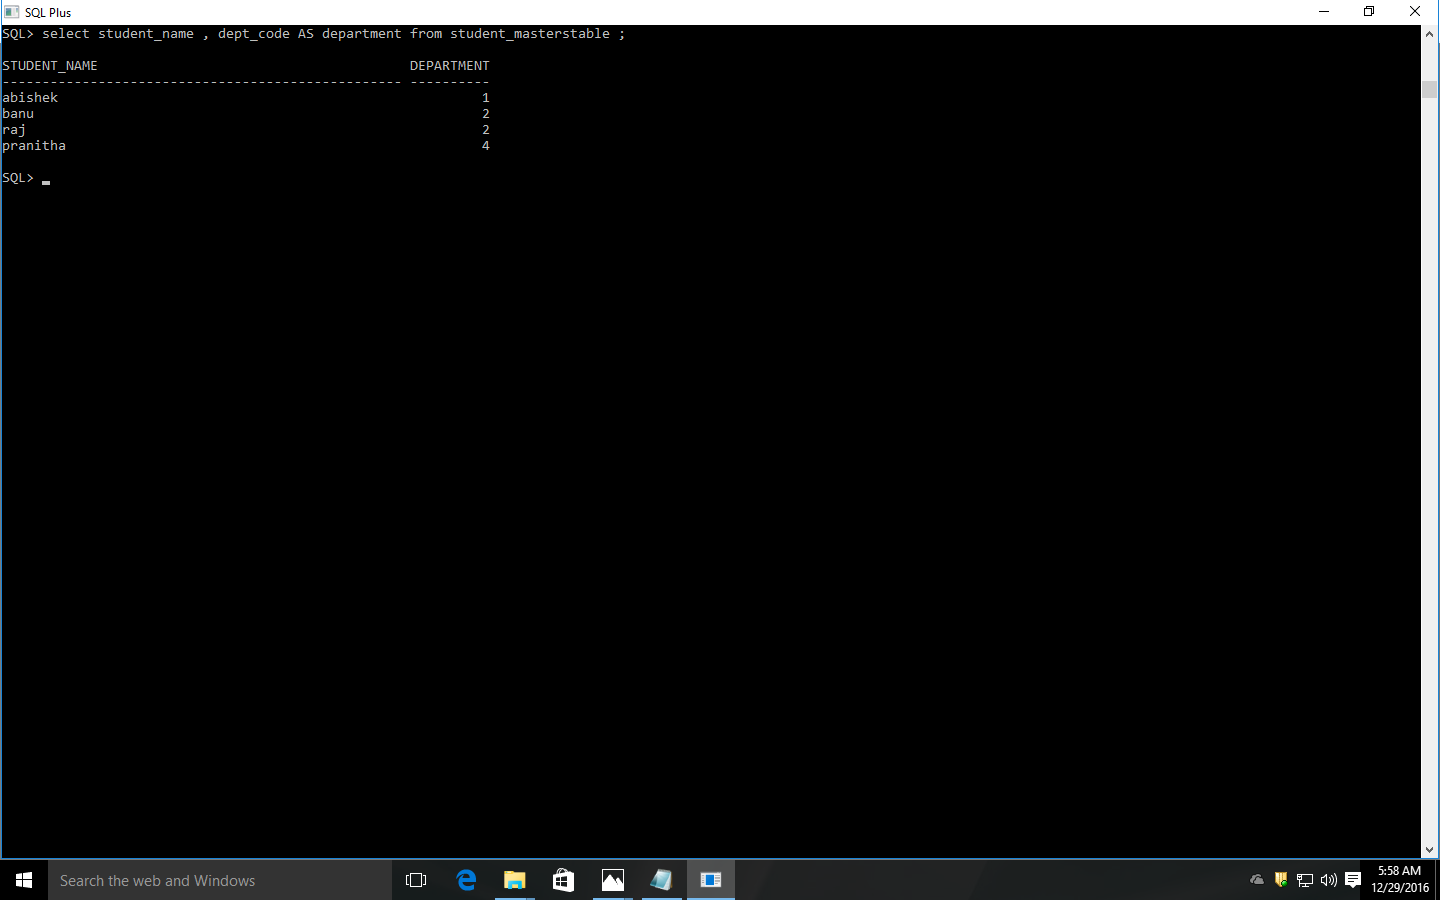 SQL Plus
SQL> select student_name , dept_code AS department from student_masterstable ;
STUDENT_NAME                                       DEPARTMENT
-------------------------------------------------- ----------
abishek                                                     1
banu                                                        2
raj                                                         2
pranitha                                                    4
SQL>
Search the web and Windows
5:58 AM
12/29/2016